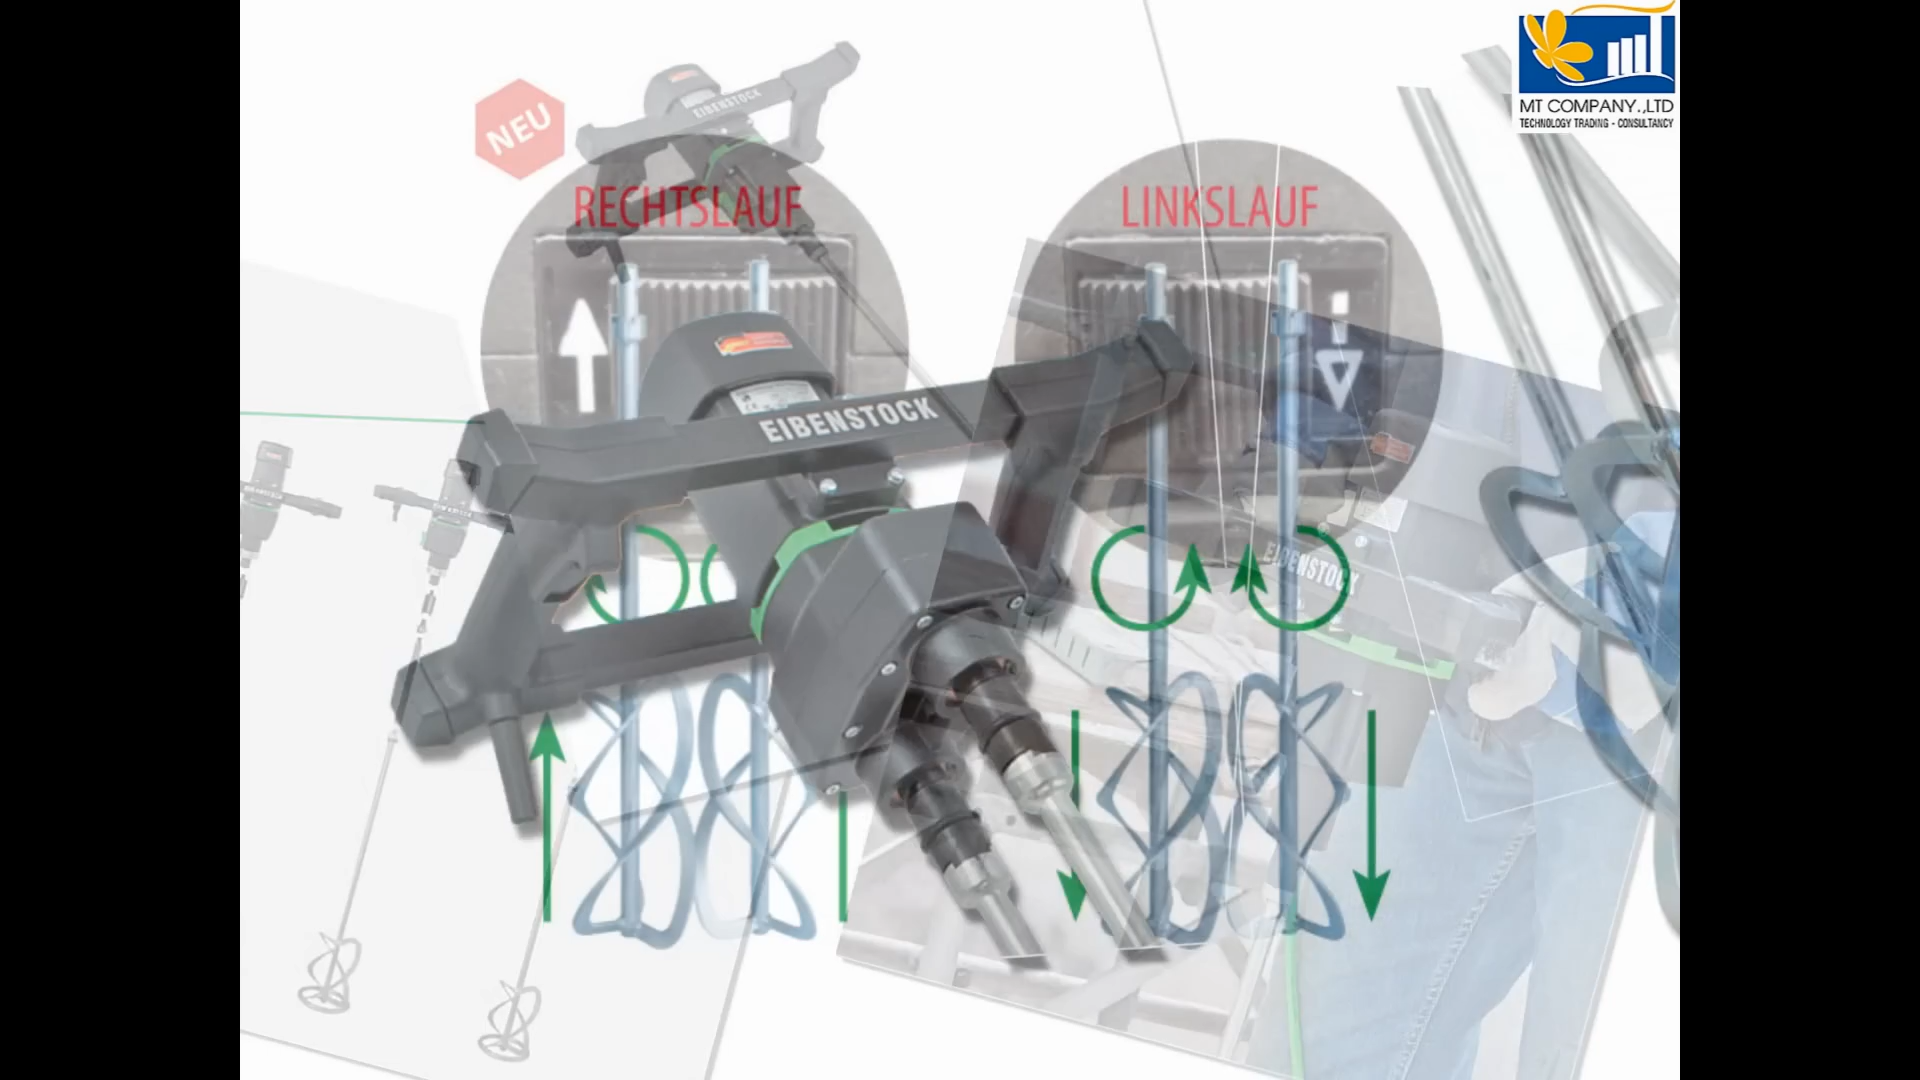 MT COMPANY.,LTD
TECHNOLOGY TRADING - CONSULTANCY
NEU
EIBENSTOCK
RECHTSLAUF
LINKSLAUF
EIBENSTOCK
EIBENSTOCK